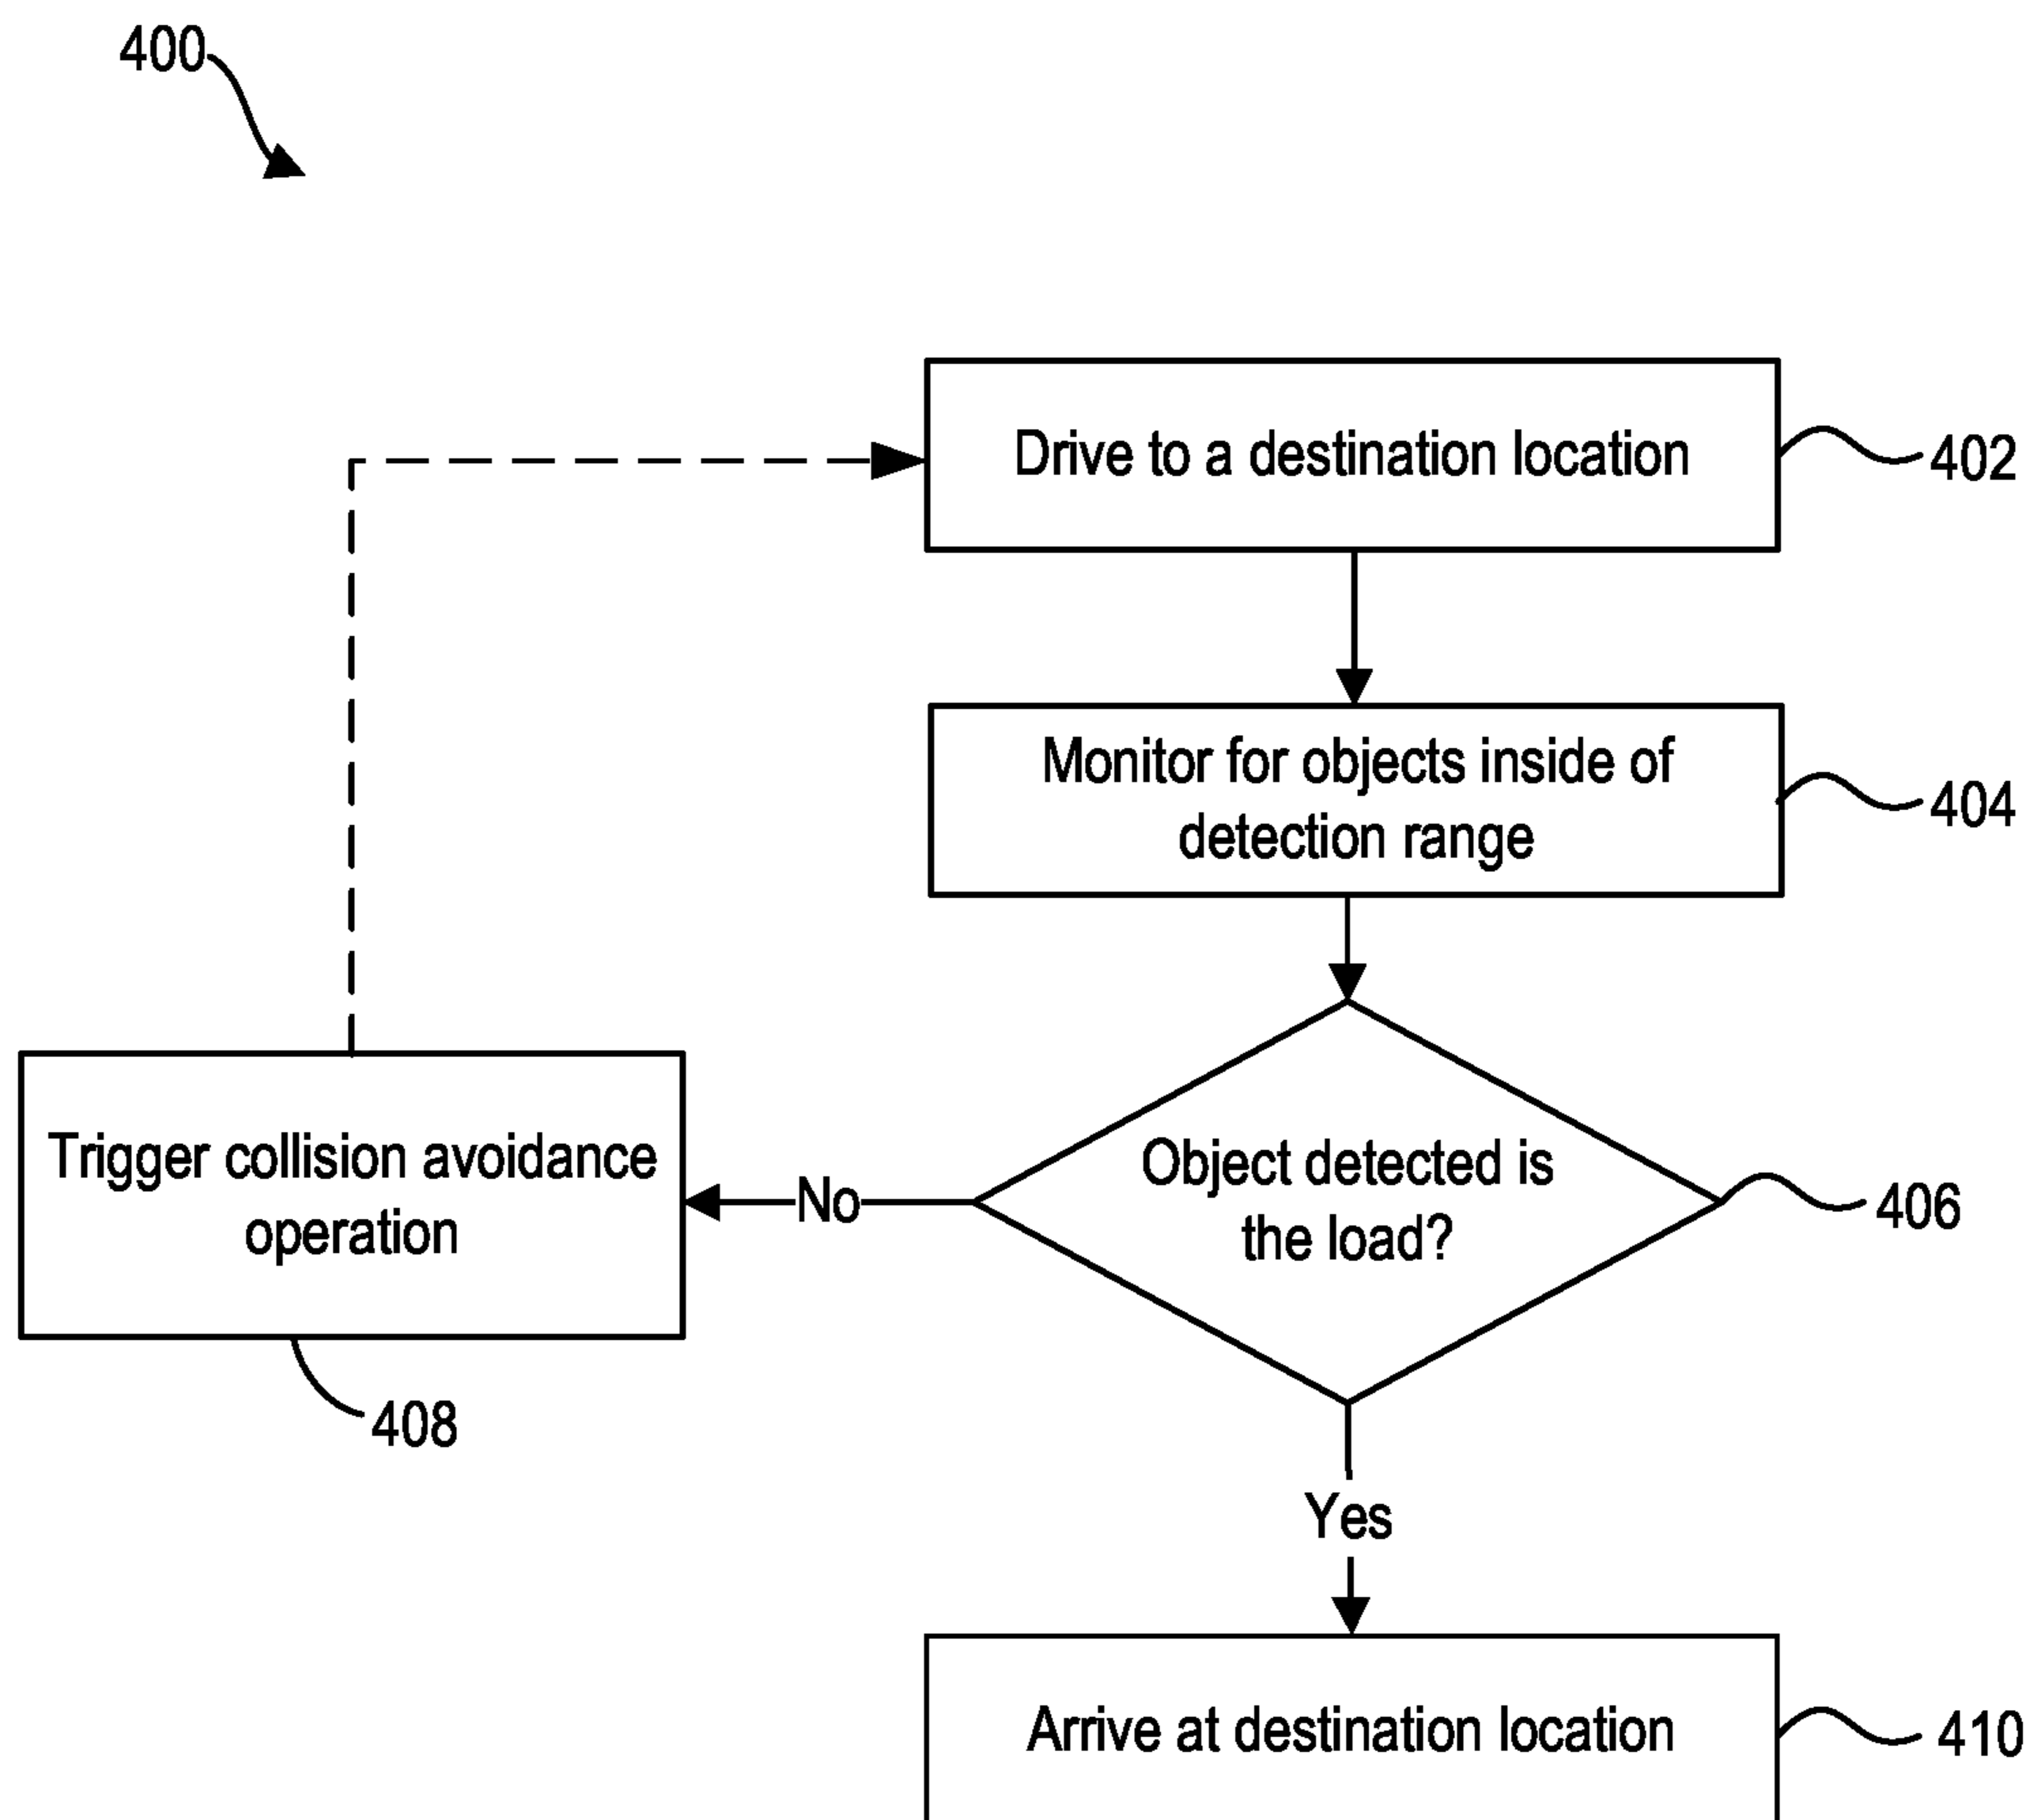 400
Drive to a destination location
402
Monitor for objects inside of
detection range
404
Object detected is
the load?
406
No
Trigger collision avoidance
operation
408
Yes
Arrive at destination location
410